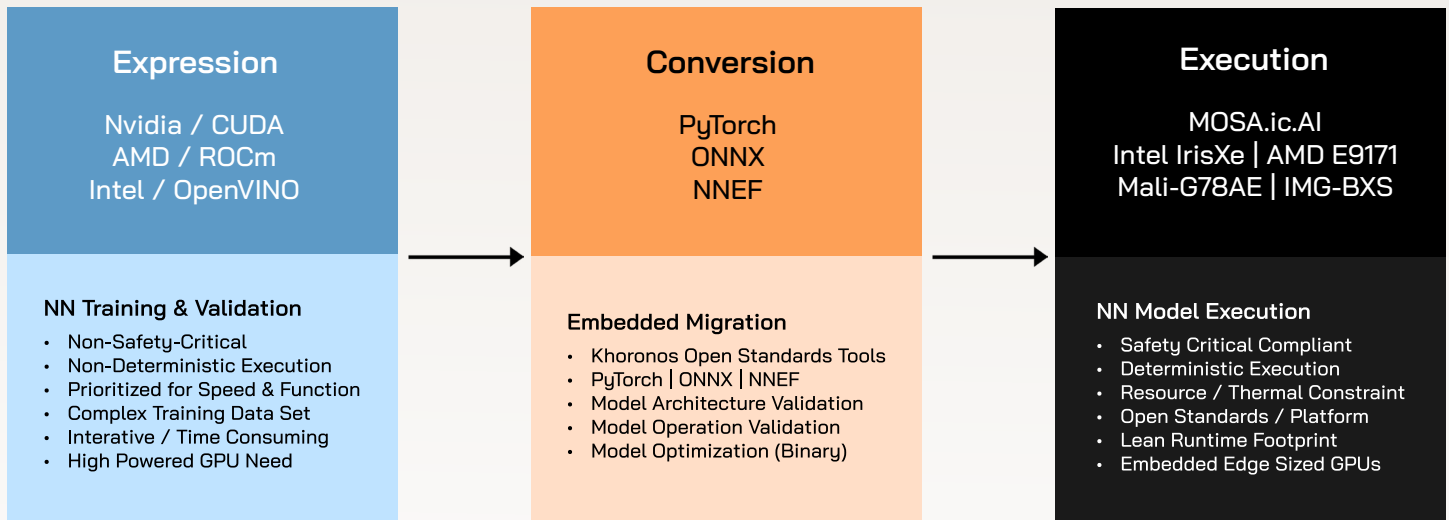 Expression
Nvidia / CUDA
AMD / ROCm
Intel / OpenVINO
NN Training & Validation
• Non-Safety-Critical
• Non-Deterministic Execution
• Prioritized for Speed & Function
• Complex Training Data Set
• Interative / Time Consuming
• High Powered GPU Need
Conversion
PyTorch
ONNX
NNEF
Embedded Migration
• Khoronos Open Standards Tools
• PyTorch | ONNX | NNEF
• Model Architecture Validation
• Model Operation Validation
• Model Optimization (Binary)
Execution
MOSA.ic.AI
Intel IrisXe | AMD E9171
Mali-G78AE | IMG-BXS
NN Model Execution
• Safety Critical Compliant
• Deterministic Execution
• Resource / Thermal Constraint
• Open Standards / Platform
• Lean Runtime Footprint
• Embedded Edge Sized GPUs